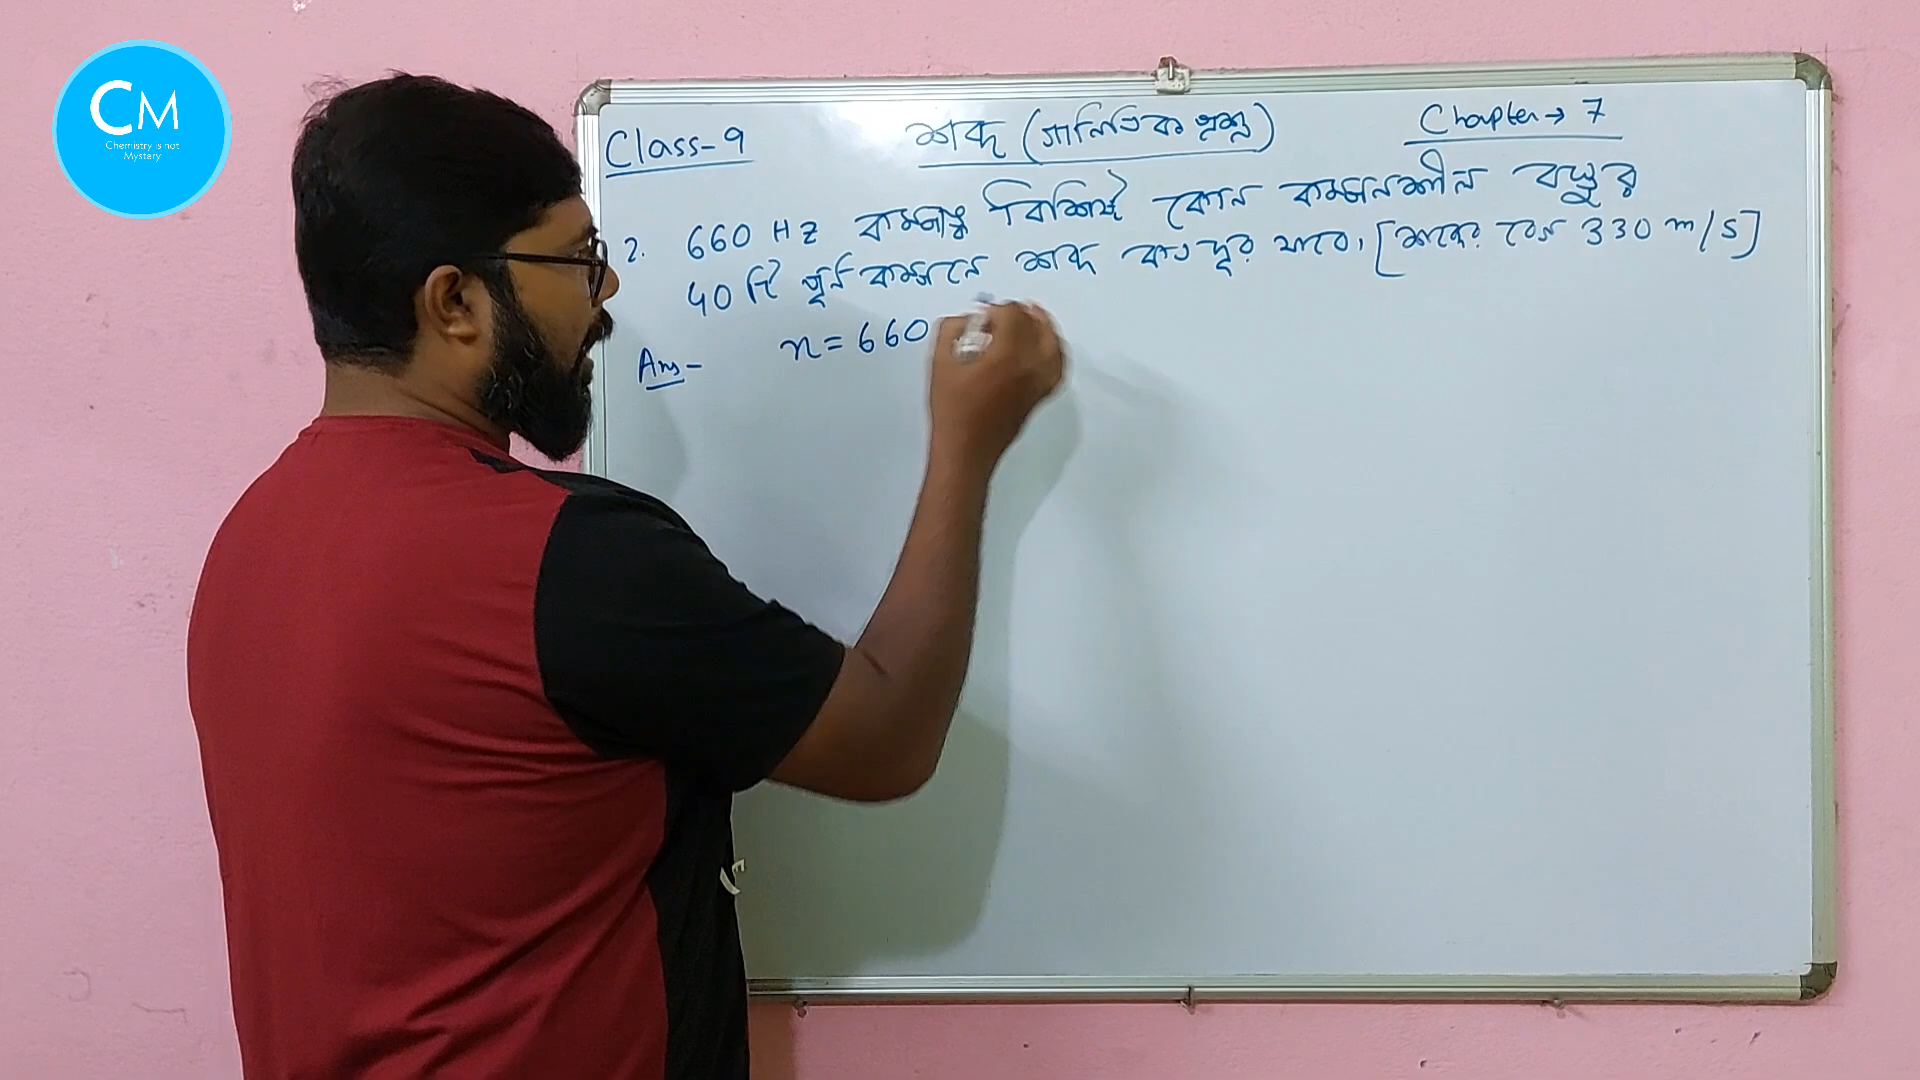 CM
Chemistry is not
Mystery
Class-9 শব্দ (গানিতিক প্রশ্ন) Chapter→7
2. 660 Hz কম্পাঙ্ক বিশিষ্ট কোন কম্পনশীল বস্তুর
40 টি পূর্ন কম্পনে শব্দ কত দূর যাবে। [শব্দের বেগ 330 m/s]
Ans- n=660